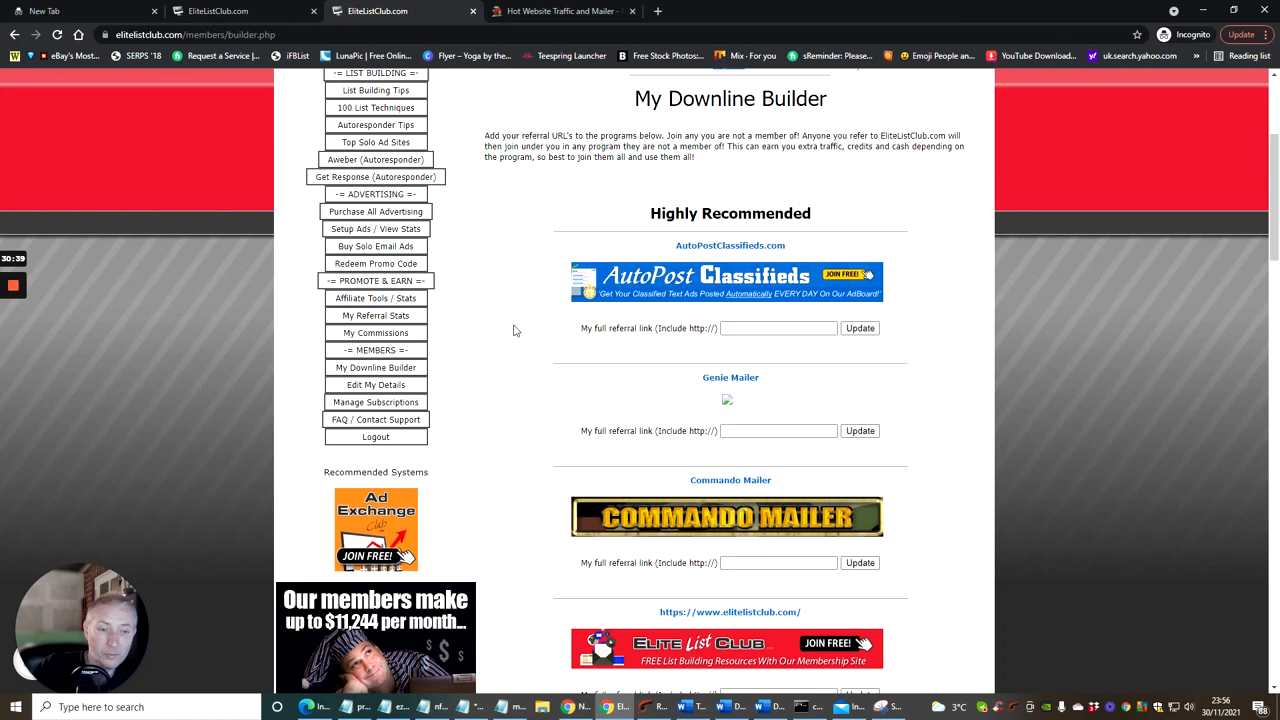 New Tab
Hot Website Traffic and Mailer -
elitelistclub.com/members/builder.php
Incognito
Update
eBay's Most...
SERPS '18
Request for Google...
iFBList
LunaPic | Free Onlin...
Flyer – Yoga by the...
Teespring Launcher
Free Stock Photos:...
Mix - For you
sReminder: Please...
Emoji People an...
YouTube Download...
uk.search.yahoo.com
Reading list
-= LIST BUILDING =-
List Building Tips
100 List Techniques
Autoresponder Tips
Top Solo Ad Sites
Aweber (Autoresponder)
Get Response (Autoresponder)
-= ADVERTISING =-
Purchase All Advertising
Setup Ads / View Stats
Buy Solo Email Ads
Redeem Promo Code
-= PROMOTE & EARN =-
Affiliate Tools / Stats
My Referral Stats
My Commissions
-= MEMBERS =-
My Downline Builder
Edit My Details
Manage Subscriptions
FAQ / Contact Support
Logout
Recommended Systems
Ad
Exchange
Club
JOIN FREE!
Our members make
up to $11,244 per month...
30:39
My Downline Builder
Add your referral URL's to the programs below. Join any you are not a member of! Anyone you refer to EliteListClub.com will
then join under you in any program they are not a member of! This can earn you extra traffic, credits and cash depending on
the program, so best to join them all and use them all!
Highly Recommended
AutoPostClassifieds.com
AutoPost Classifieds JOIN FREE!
'Get Your Classified Text Ads Posted Automatically EVERY DAY On Our AdBoard!'
My full referral link (Include http://) Update
Genie Mailer
My full referral link (Include http://) Update
Commando Mailer
COMMANDO MAILER
My full referral link (Include http://) Update
https://www.elitelistclub.com/
ELITE List CLUB JOIN FREE!
FREE List Building Resources With Our Membership Site
My full referral link (Include http://) Update
Type here to search
3°C
23:56
30/11/2021